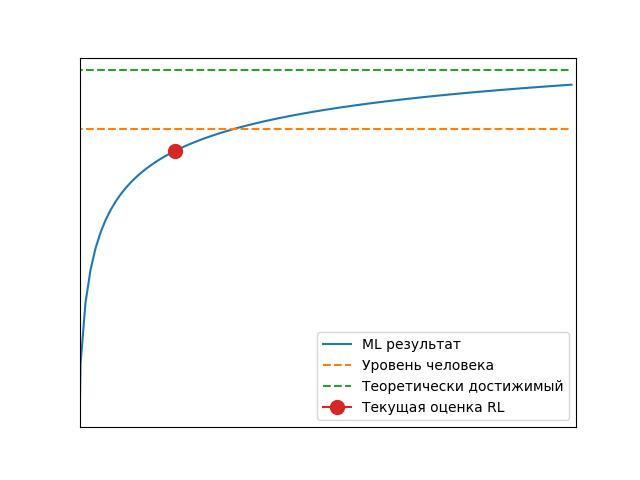 ML результат
Уровень человека
Теоретически достижимый
Текущая оценка RL